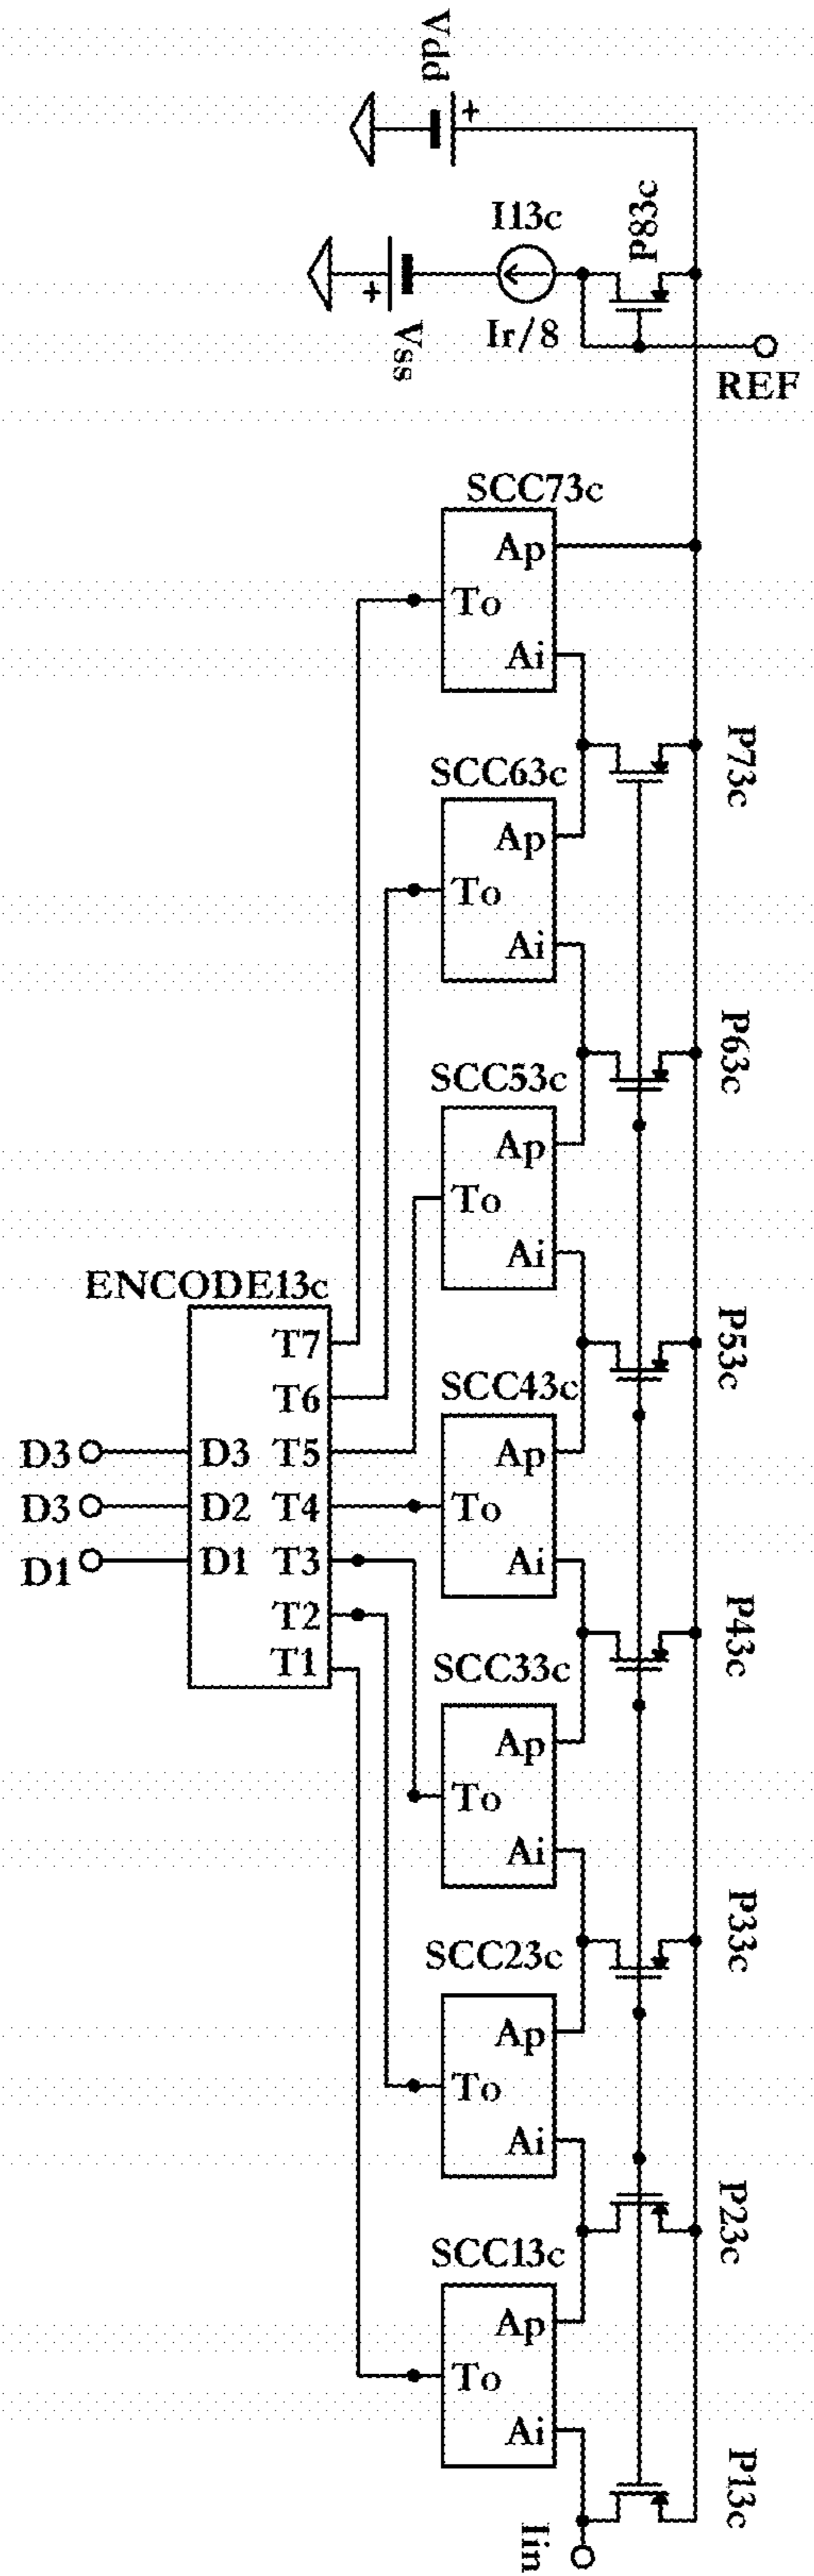 Vdd
+
I13c
P83c
+
Vss
Ir/8
REF
SCC73c
Ap
To
Ai
P73c
SCC63c
Ap
To
Ai
P63c
SCC53c
Ap
To
Ai
P53c
ENCODE13c
T7
T6
D3 D3 T5
D3 D2 T4
D1 D1 T3
T2
T1
SCC43c
Ap
To
Ai
P43c
SCC33c
Ap
To
Ai
P33c
SCC23c
Ap
To
Ai
P23c
SCC13c
Ap
To
Ai
P13c
Iin